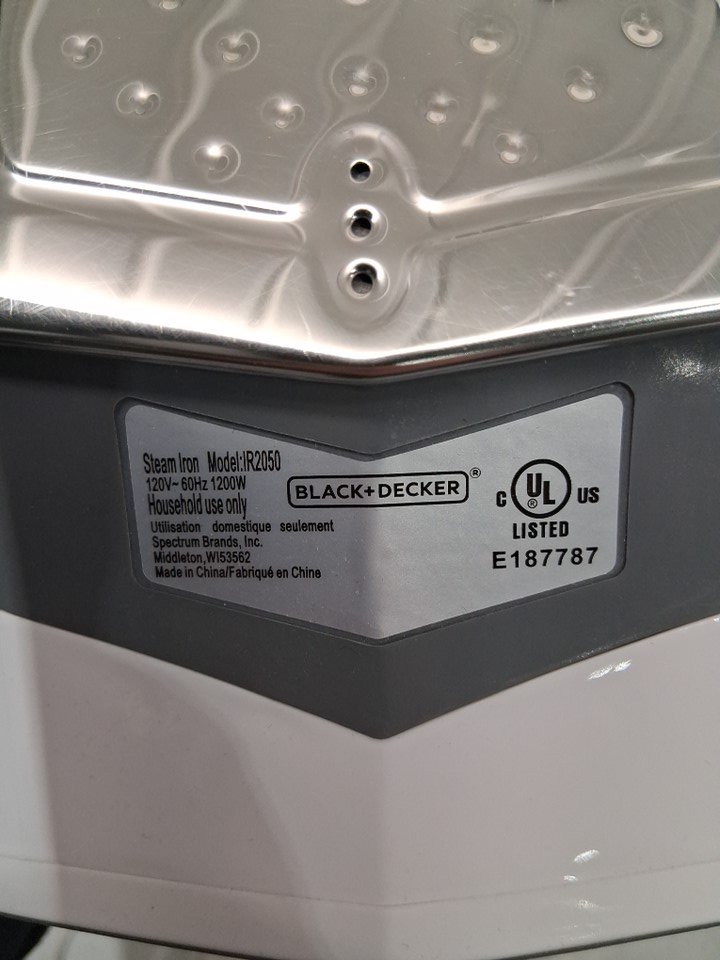 Steam Iron Model:IR2050
120V~ 60Hz 1200W
Household use only
Utilisation domestique seulement
Spectrum Brands, Inc.
Middleton,WI53562
Made in China/Fabriqué en Chine
BLACK+DECKER®
C UL® US
LISTED
E187787